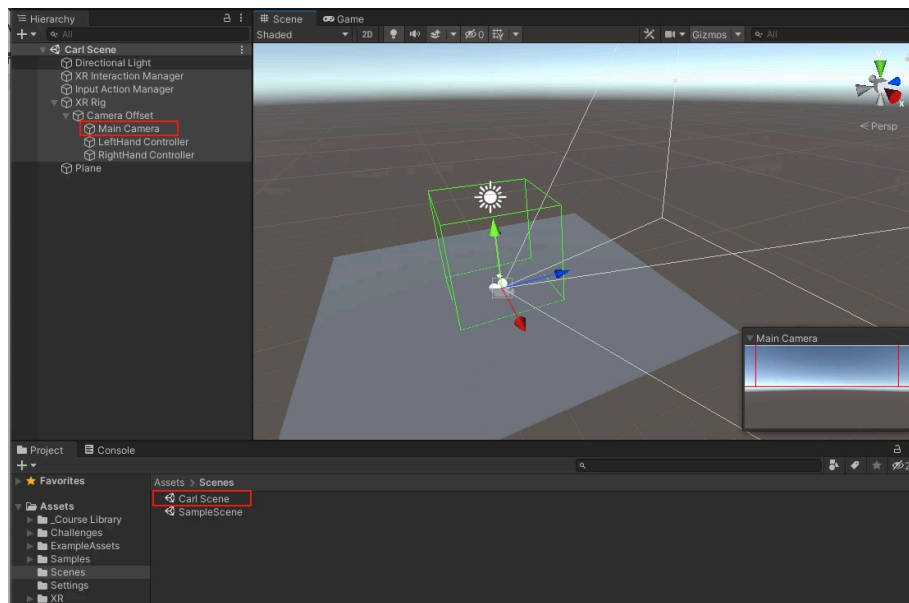 Hierarchy
All
Carl Scene
Directional Light
XR Interaction Manager
Input Action Manager
XR Rig
Camera Offset
Main Camera
LeftHand Controller
RightHand Controller
Plane
Scene Game
Shaded 2D 0 Gizmos All
y
x
Persp
Main Camera
Project Console
2
Favorites
Assets
_Course Library
Challenges
ExampleAssets
Samples
Scenes
Settings
XR
Assets > Scenes
Carl Scene
SampleScene